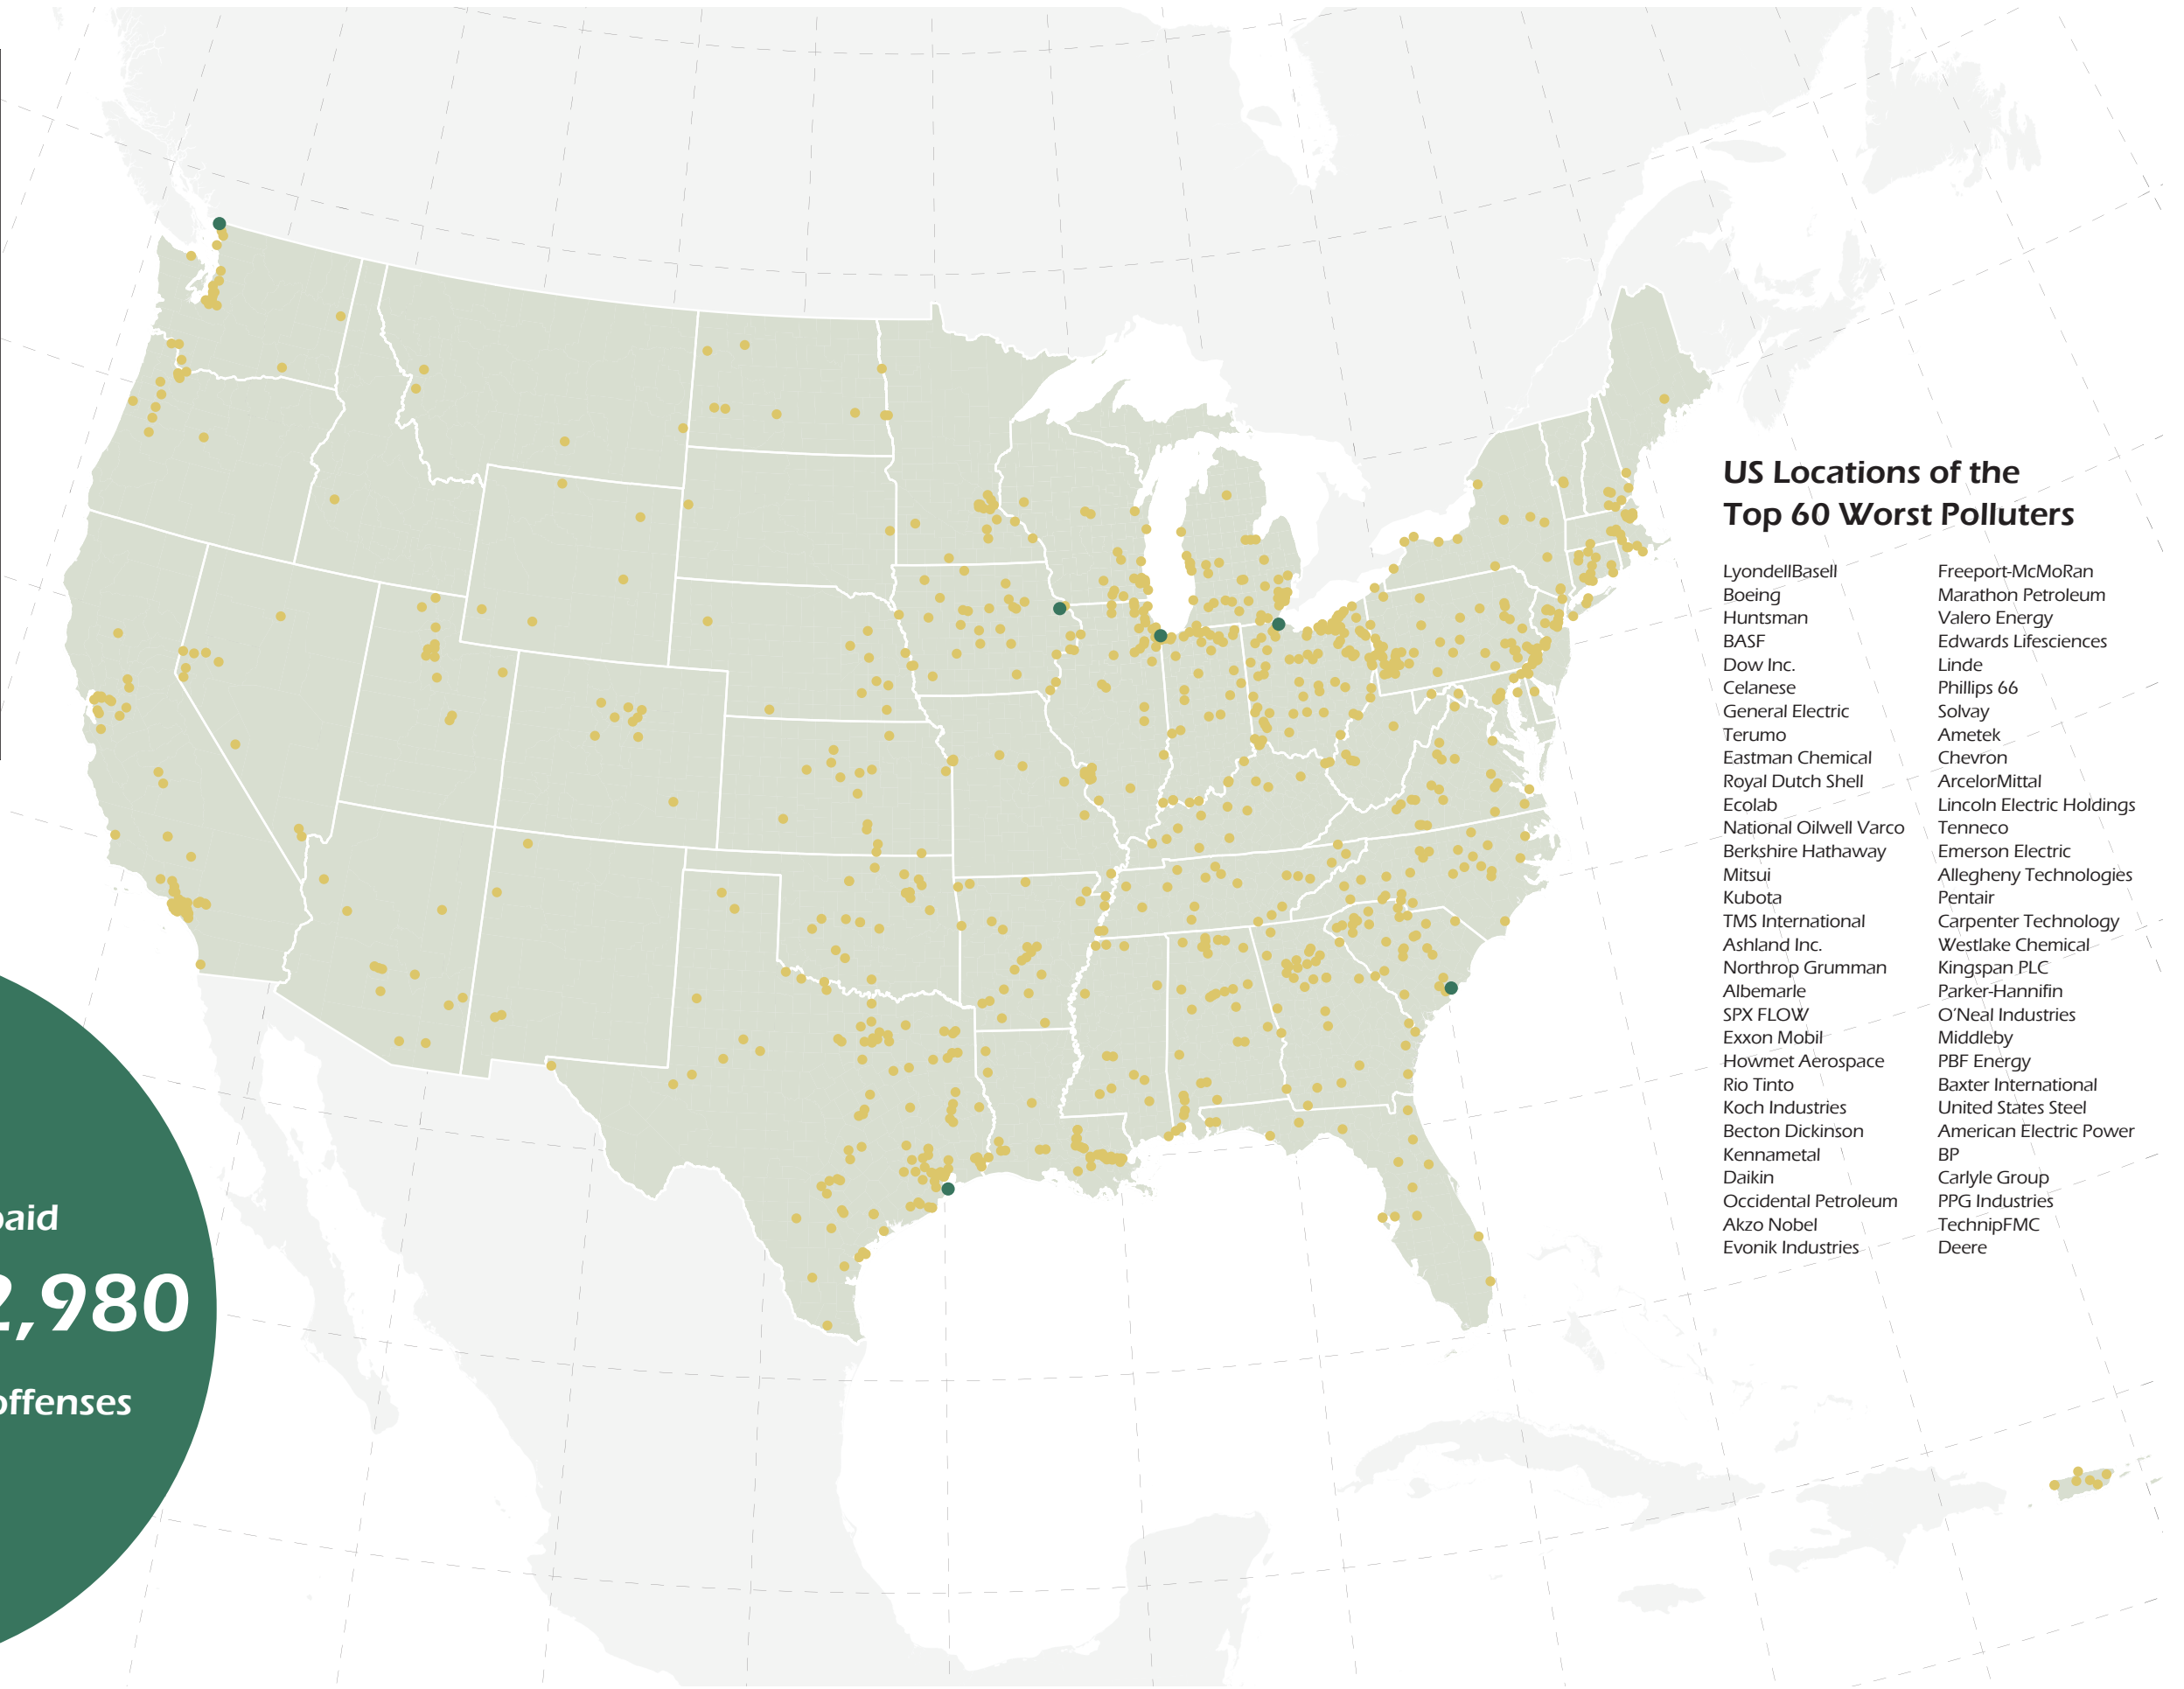 US Locations of the
Top 60 Worst Polluters
LyondellBasell
Boeing
Huntsman
BASF
Dow Inc.
Celanese
General Electric
Terumo
Eastman Chemical
Royal Dutch Shell
Ecolab
National Oilwell Varco
Berkshire Hathaway
Mitsui
Kubota
TMS International
Ashland Inc.
Northrop Grumman
Albemarle
SPX FLOW
Exxon Mobil
Howmet Aerospace
Rio Tinto
Koch Industries
Becton Dickinson
Kennametal
Daikin
Occidental Petroleum
Akzo Nobel
Evonik Industries
Freeport-McMoRan
Marathon Petroleum
Valero Energy
Edwards Lifesciences
Linde
Phillips 66
Solvay
Ametek
Chevron
ArcelorMittal
Lincoln Electric Holdings
Tenneco
Emerson Electric
Allegheny Technologies
Pentair
Carpenter Technology
Westlake Chemical
Kingspan PLC
Parker-Hannifin
O'Neal Industries
Middleby
PBF Energy
Baxter International
United States Steel
American Electric Power
BP
Carlyle Group
PPG Industries
TechnipFMC
Deere
paid
2,980
offenses